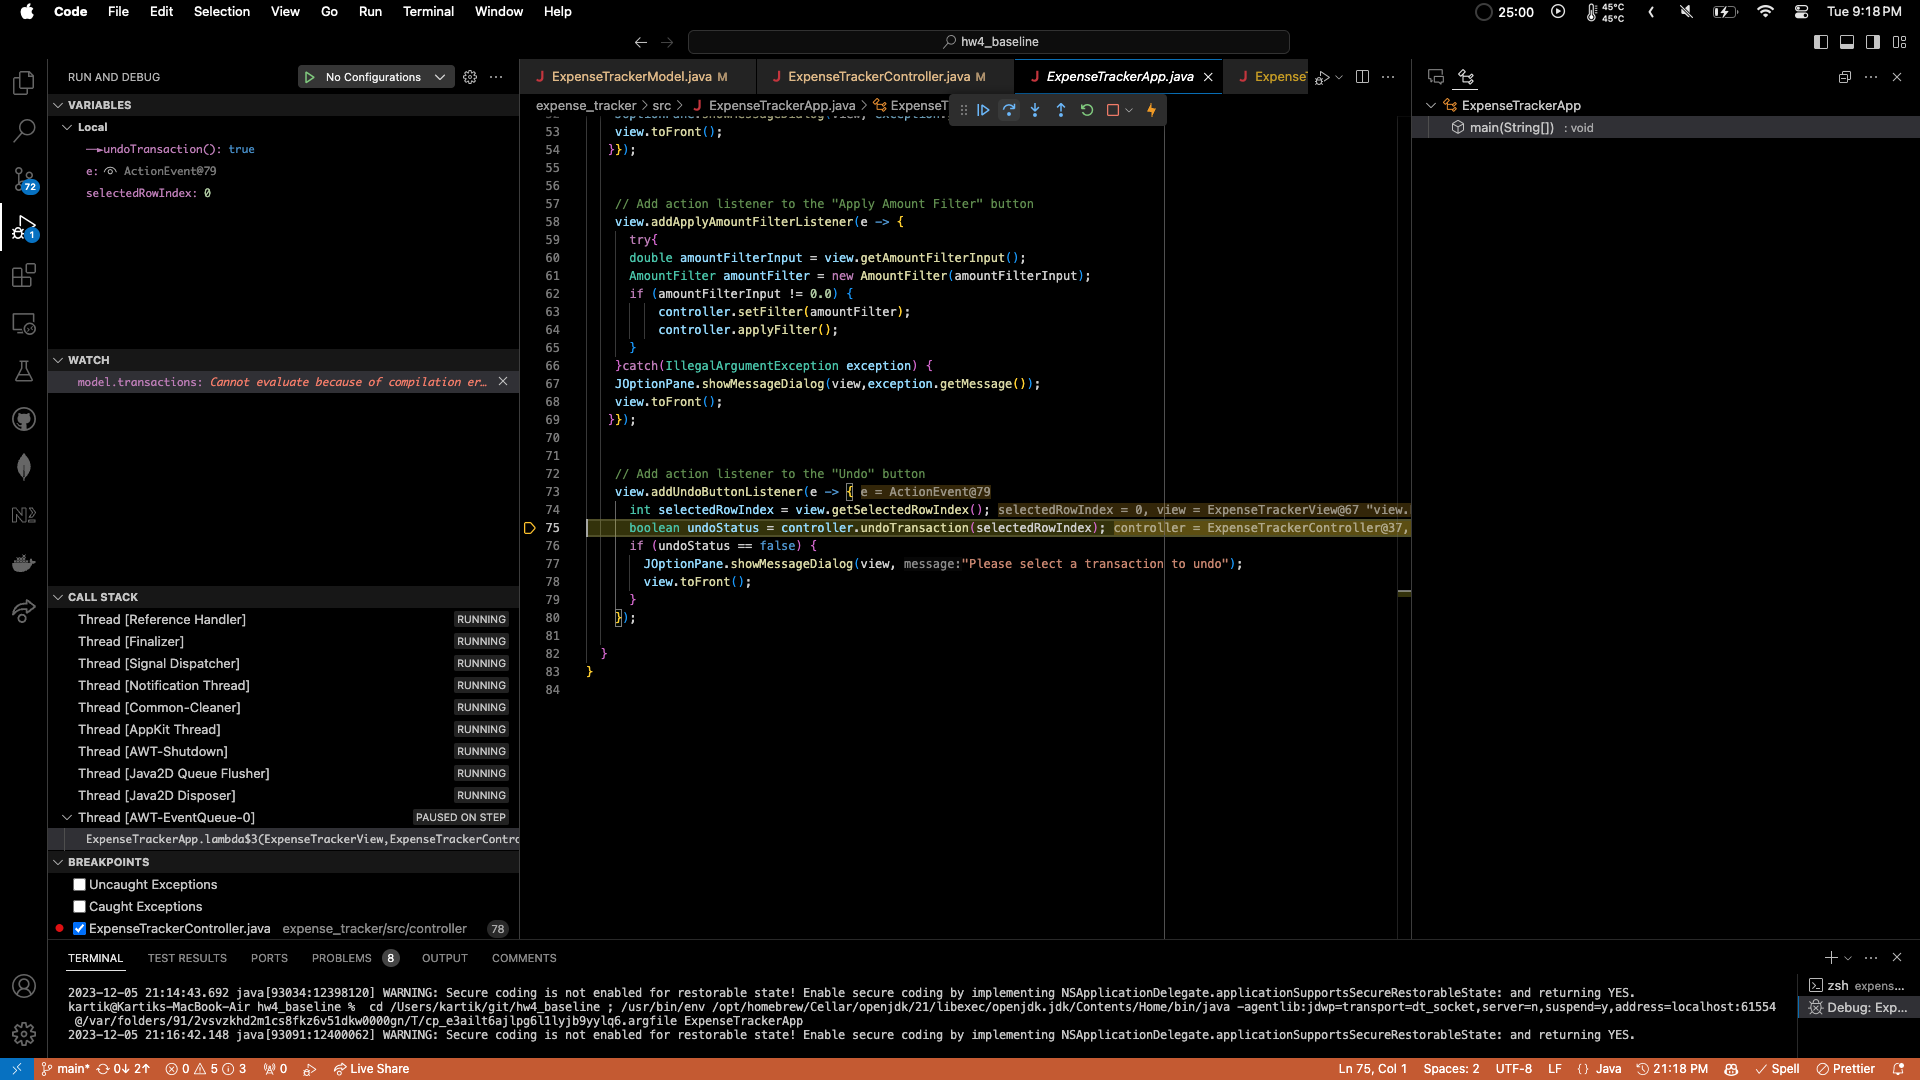 Code File Edit Selection View Go Run Terminal Window Help
25:00 45°C 45°C Tue 9:18 PM
hw4_baseline
RUN AND DEBUG No Configurations
ExpenseTrackerModel.java M ExpenseTrackerController.java M ExpenseTrackerApp.java Expense
expense_tracker > src > ExpenseTrackerApp.java > ExpenseT
VARIABLES
Local
undoTransaction(): true
e: ActionEvent@79
selectedRowIndex: 0
WATCH
model.transactions: Cannot evaluate because of compilation er…
CALL STACK
Thread [Reference Handler] RUNNING
Thread [Finalizer] RUNNING
Thread [Signal Dispatcher] RUNNING
Thread [Notification Thread] RUNNING
Thread [Common-Cleaner] RUNNING
Thread [AppKit Thread] RUNNING
Thread [AWT-Shutdown] RUNNING
Thread [Java2D Queue Flusher] RUNNING
Thread [Java2D Disposer] RUNNING
Thread [AWT-EventQueue-0] PAUSED ON STEP
ExpenseTrackerApp.lambda$3(ExpenseTrackerView,ExpenseTrackerContro
BREAKPOINTS
Uncaught Exceptions
Caught Exceptions
ExpenseTrackerController.java expense_tracker/src/controller 78
72
1
53 view.toFront();
54 }});
55
56
57 // Add action listener to the "Apply Amount Filter" button
58 view.addApplyAmountFilterListener(e -> {
59 try{
60 double amountFilterInput = view.getAmountFilterInput();
61 AmountFilter amountFilter = new AmountFilter(amountFilterInput);
62 if (amountFilterInput != 0.0) {
63 controller.setFilter(amountFilter);
64 controller.applyFilter();
65 }
66 }catch(IllegalArgumentException exception) {
67 JOptionPane.showMessageDialog(view,exception.getMessage());
68 view.toFront();
69 }});
70
71
72 // Add action listener to the "Undo" button
73 view.addUndoButtonListener(e -> { e = ActionEvent@79
74 int selectedRowIndex = view.getSelectedRowIndex(); selectedRowIndex = 0, view = ExpenseTrackerView@67 "view.
75 boolean undoStatus = controller.undoTransaction(selectedRowIndex); controller = ExpenseTrackerController@37,
76 if (undoStatus == false) {
77 JOptionPane.showMessageDialog(view, message:"Please select a transaction to undo");
78 view.toFront();
79 }
80 });
81
82 }
83 }
84
ExpenseTrackerApp
main(String[]) : void
TERMINAL TEST RESULTS PORTS PROBLEMS 8 OUTPUT COMMENTS
2023-12-05 21:14:43.692 java[93034:12398120] WARNING: Secure coding is not enabled for restorable state! Enable secure coding by implementing NSApplicationDelegate.applicationSupportsSecureRestorableState: and returning YES.
kartik@Kartiks-MacBook-Air hw4_baseline % cd /Users/kartik/git/hw4_baseline ; /usr/bin/env /opt/homebrew/Cellar/openjdk/21/libexec/openjdk.jdk/Contents/Home/bin/java -agentlib:jdwp=transport=dt_socket,server=n,suspend=y,address=localhost:61554
@/var/folders/91/2vsvzkhd2m1cs8fkz6v51dkw0000gn/T/cp_e3ailt6ajlpg6l1lyjb9yylq6.argfile ExpenseTrackerApp
2023-12-05 21:16:42.148 java[93091:12400062] WARNING: Secure coding is not enabled for restorable state! Enable secure coding by implementing NSApplicationDelegate.applicationSupportsSecureRestorableState: and returning YES.
zsh expens…
Debug: Exp…
main* 0↓ 2↑ 0 5 3 0 Live Share Ln 75, Col 1 Spaces: 2 UTF-8 LF {} Java 21:18 PM Spell Prettier